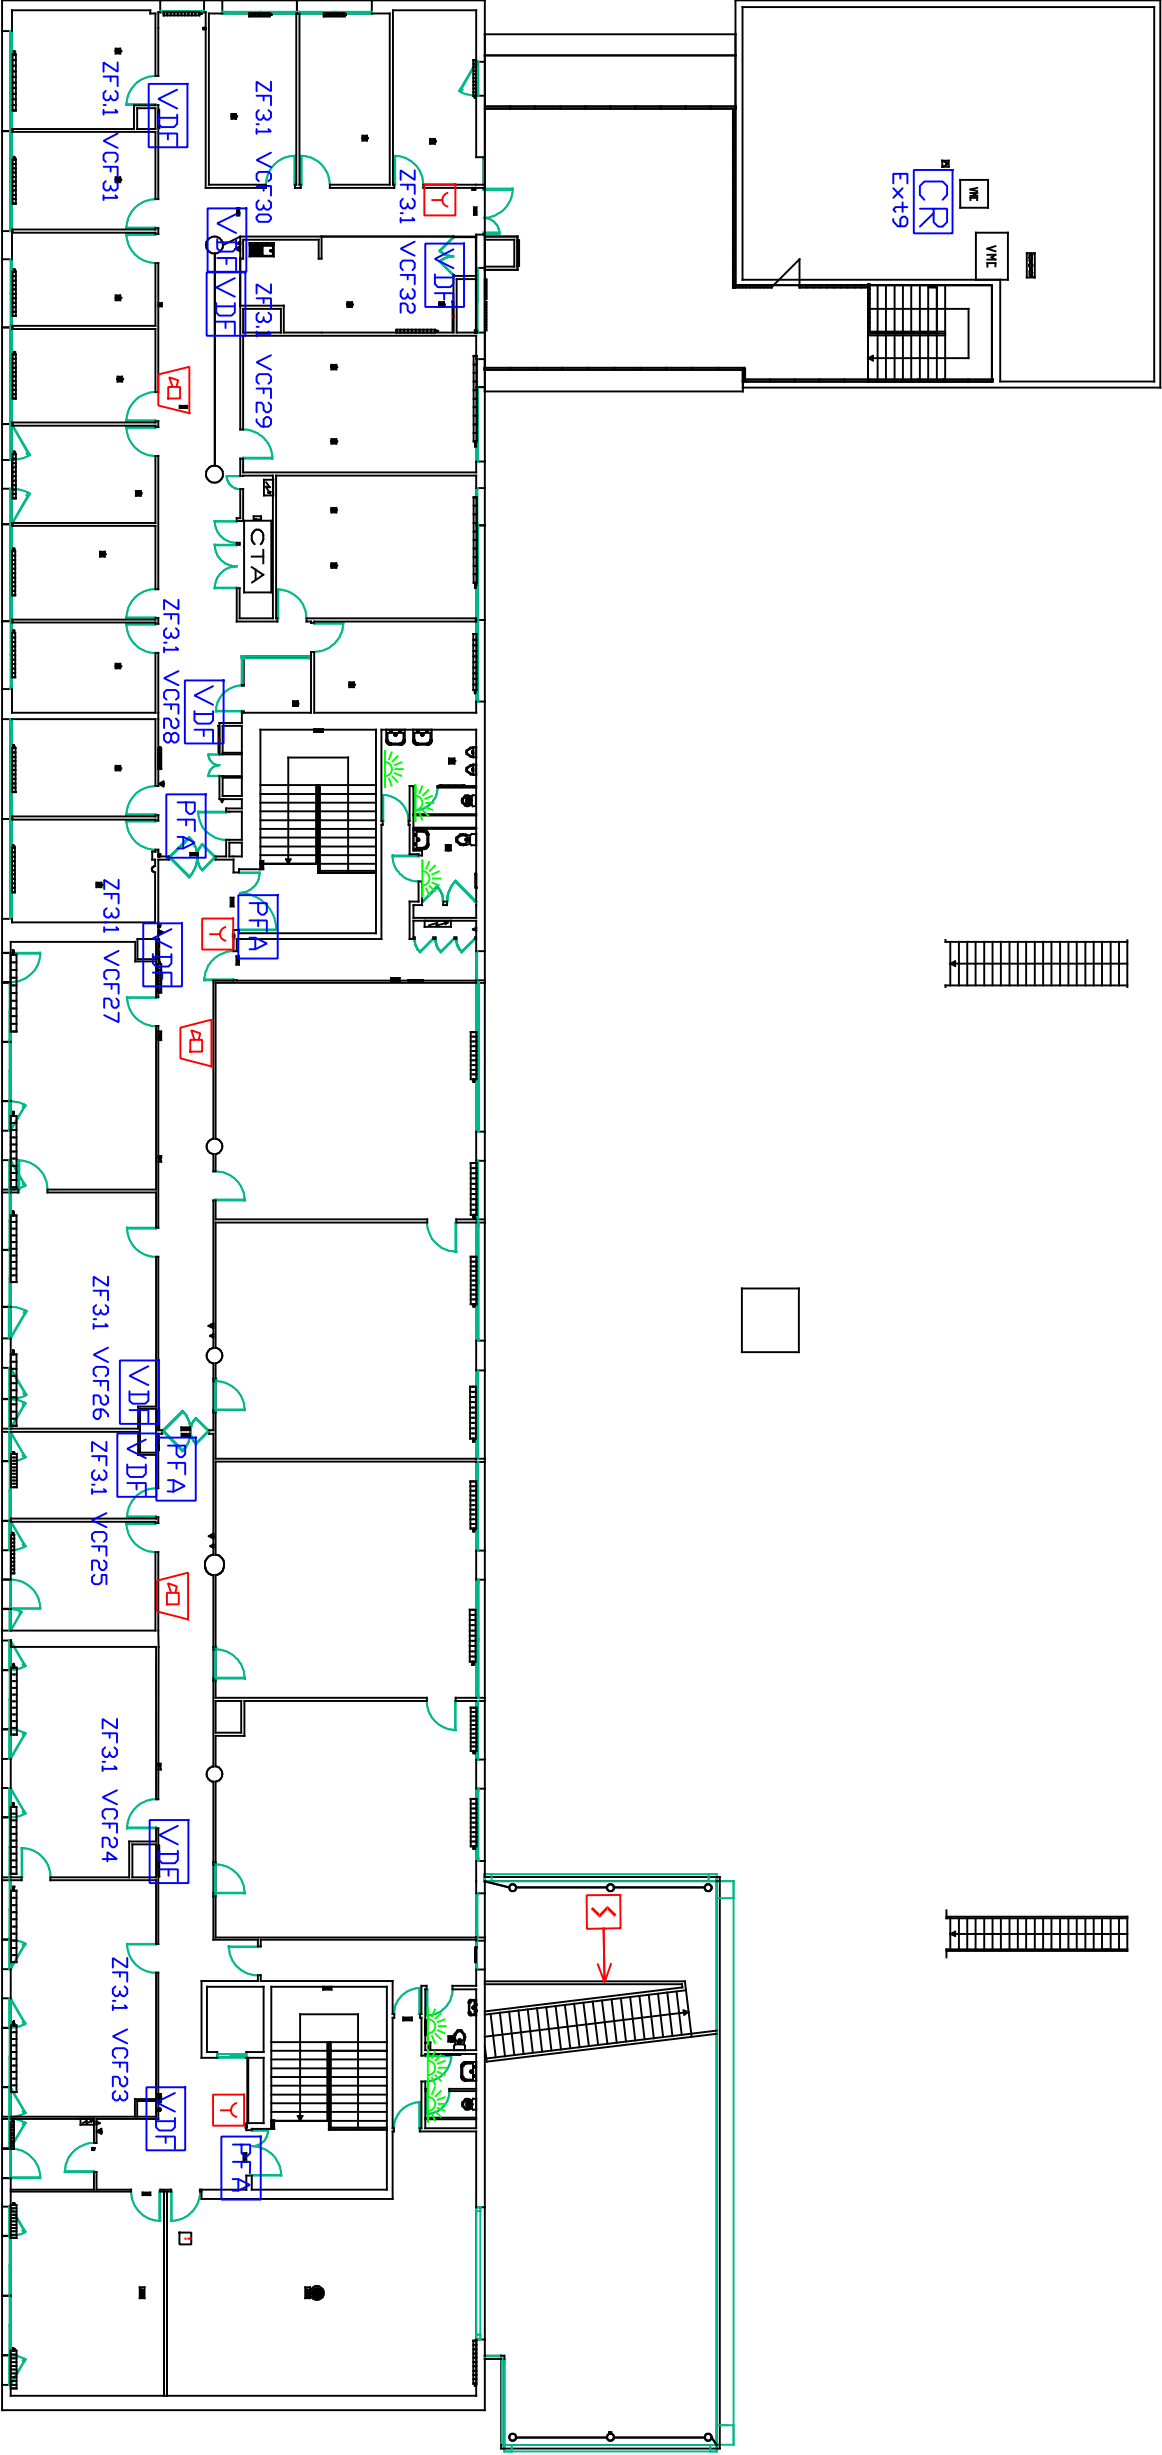 ZF3.1 VCF31
VDF
ZF3.1 VCF30
VDF
VDF
ZF3.1 VCF29
ZF3.1 VCF32
VDF
Y
CR
Ext9
VMC
VMC
CTA
ZF3.1 VCF28
VDF
PFA
PFA
Y
ZF3.1 VCF27
VDF
ZF3.1 VCF26
VDF
PFA
VDF
ZF3.1 VCF25
ZF3.1 VCF24
VDF
ZF3.1 VCF23
VDF
Y
PFA